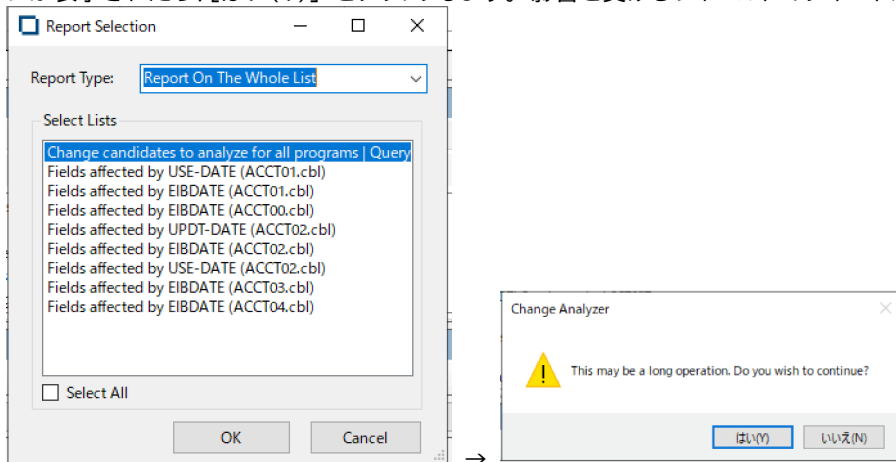 Report Selection
Report Type: Report On The Whole List
Select Lists
Change candidates to analyze for all programs | Query
Fields affected by USE-DATE (ACCT01.cbl)
Fields affected by EIBDATE (ACCT01.cbl)
Fields affected by EIBDATE (ACCT00.cbl)
Fields affected by UPDT-DATE (ACCT02.cbl)
Fields affected by EIBDATE (ACCT02.cbl)
Fields affected by USE-DATE (ACCT02.cbl)
Fields affected by EIBDATE (ACCT03.cbl)
Fields affected by EIBDATE (ACCT04.cbl)
Select All
OK Cancel
→
Change Analyzer
This may be a long operation. Do you wish to continue?
はい(Y) いいえ(N)